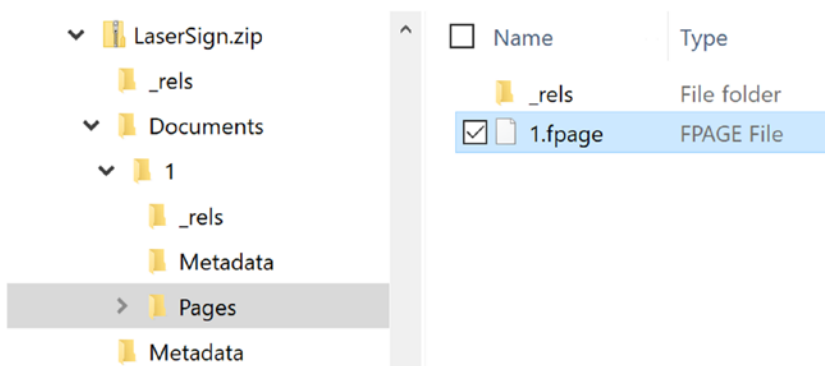 LaserSign.zip
_rels
Documents
1
_rels
Metadata
Pages
Metadata
Name Type
_rels File folder
1.fpage FPAGE File